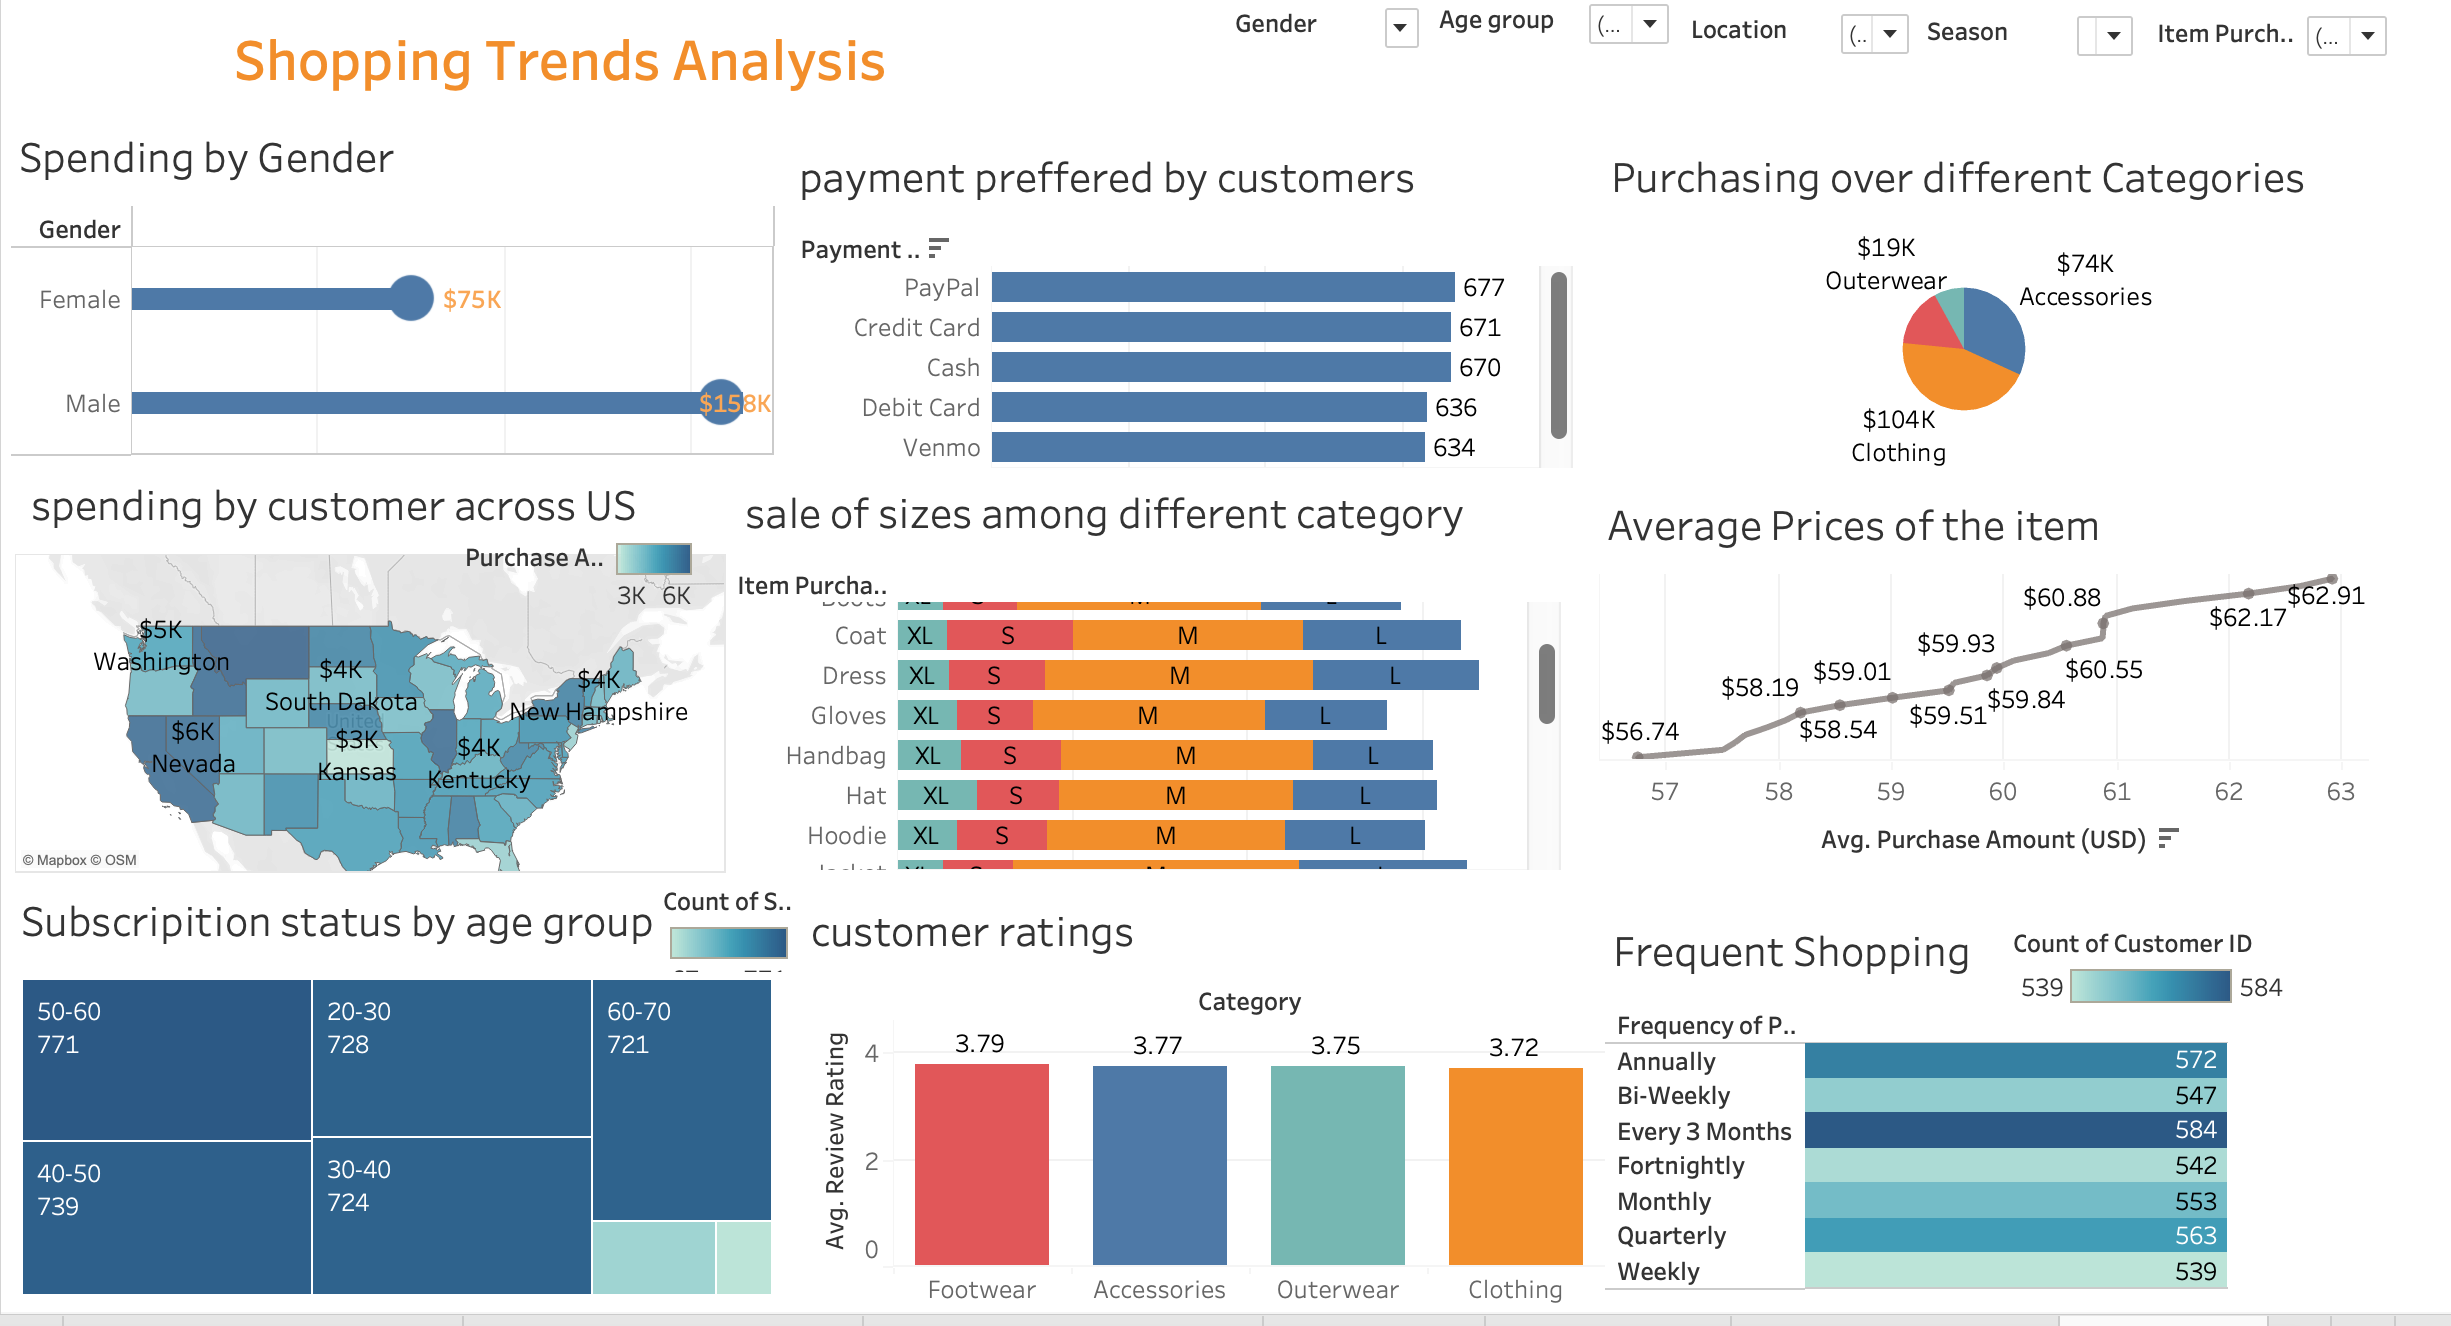 Gender
Age group
(...
Location
(..
Season
Item Purch..
(...
Shopping Trends Analysis
Spending by Gender
Gender
Female
$75K
Male
$158K
payment preffered by customers
Payment ..
PayPal
677
Credit Card
671
Cash
670
Debit Card
636
Venmo
634
Purchasing over different Categories
$19K
Outerwear
$74K
Accessories
$104K
Clothing
spending by customer across US
Purchase A..
3K 6K
$5K
Washington
$4K
South Dakota
United
$4K
New Hampshire
$6K
Nevada
$3K
Kansas
$4K
Kentucky
© Mapbox © OSM
sale of sizes among different category
Item Purcha..
Boots XL S M L
Coat XL S M L
Dress XL S M L
Gloves XL S M L
Handbag XL S M L
Hat XL S M L
Hoodie XL S M L
Average Prices of the item
$56.74
$58.19
$58.54
$59.01
$59.51
$59.93
$59.84
$60.88
$60.55
$62.17
$62.91
57 58 59 60 61 62 63
Avg. Purchase Amount (USD)
Subscripition status by age group
Count of S..
50-60
771
20-30
728
60-70
721
40-50
739
30-40
724
customer ratings
Category
Avg. Review Rating
4
2
0
3.79
3.77
3.75
3.72
Footwear
Accessories
Outerwear
Clothing
Frequent Shopping
Count of Customer ID
539
584
Frequency of P..
Annually 572
Bi-Weekly 547
Every 3 Months 584
Fortnightly 542
Monthly 553
Quarterly 563
Weekly 539